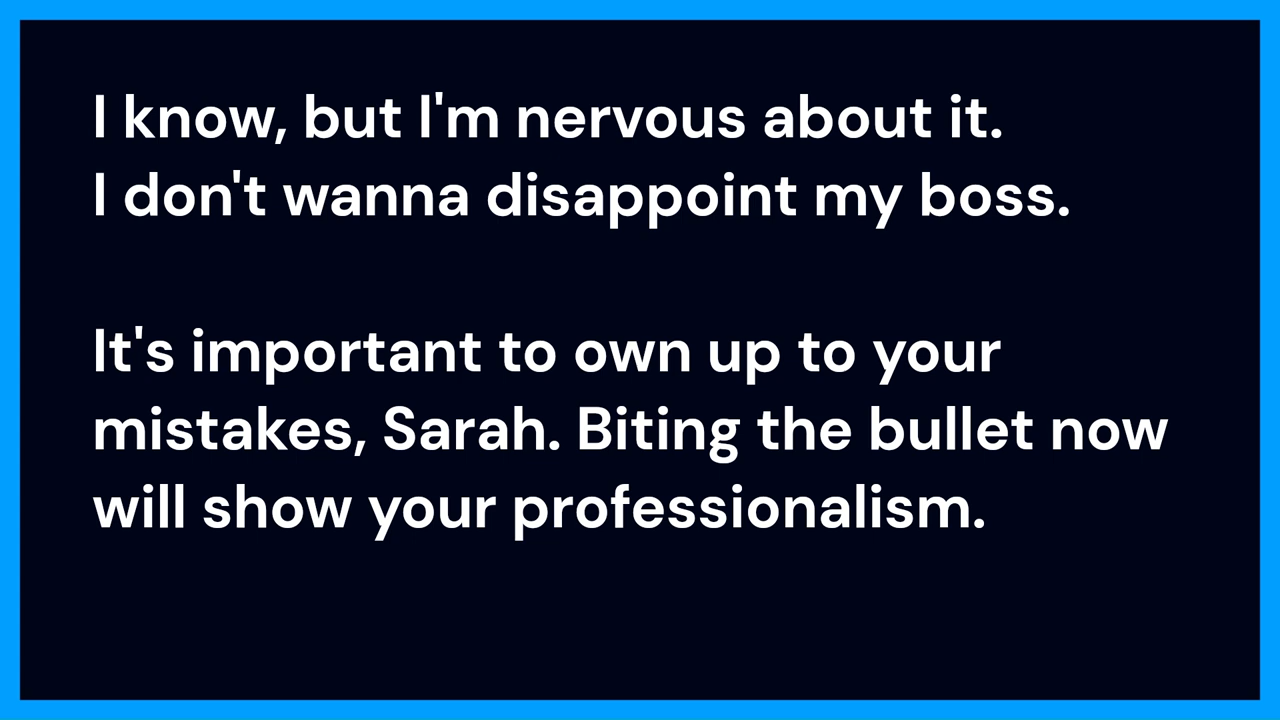 I know, but I'm nervous about it.
I don't wanna disappoint my boss.
It's important to own up to your
mistakes, Sarah. Biting the bullet now
will show your professionalism.